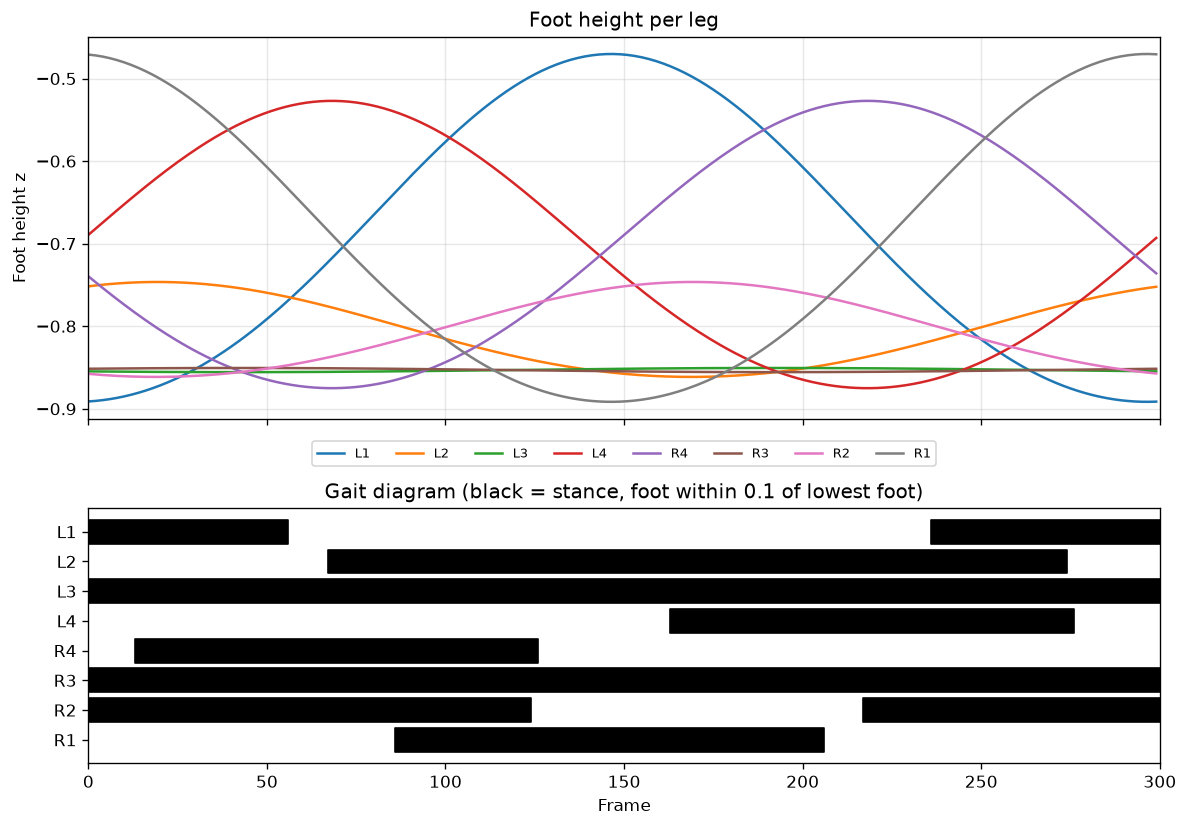 Foot height per leg
−0.5
−0.6
−0.7
−0.8
−0.9
Foot height z
L1 L2 L3 L4 R4 R3 R2 R1
Gait diagram (black = stance, foot within 0.1 of lowest foot)
L1
L2
L3
L4
R4
R3
R2
R1
0 50 100 150 200 250 300
Frame